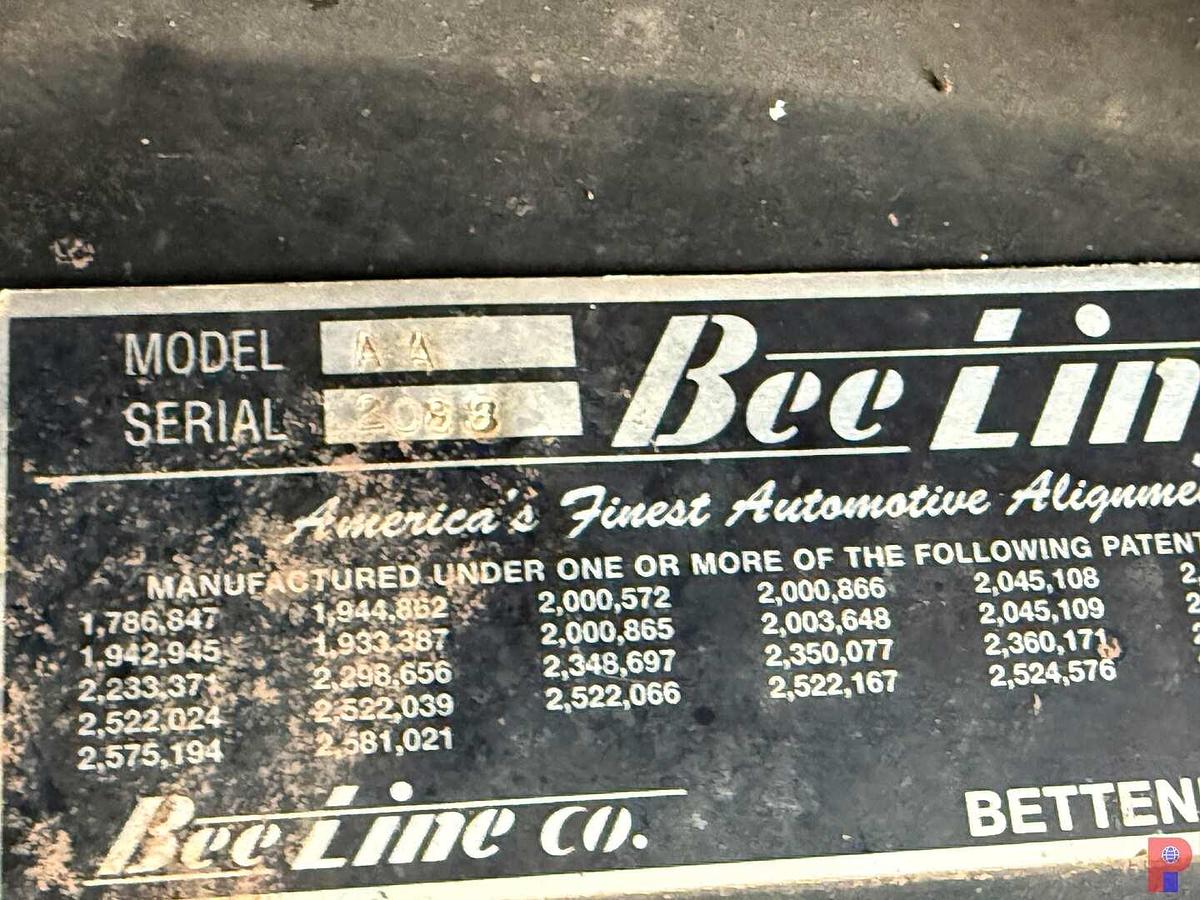 MODEL AA
SERIAL 2088
Bee Lin
America's Finest Automotive Alignme
MANUFACTURED UNDER ONE OR MORE OF THE FOLLOWING PATENT
1,786,847 1,944,862 2,000,572 2,000,866 2,045,108 2,
1,942,945 1,933,387 2,000,865 2,003,648 2,045,109
2,233,371 2,298,656 2,348,697 2,350,077 2,360,171
2,522,024 2,522,039 2,522,066 2,522,167 2,524,576
2,575,194 2,581,021
Bee Line CO. BETTEN